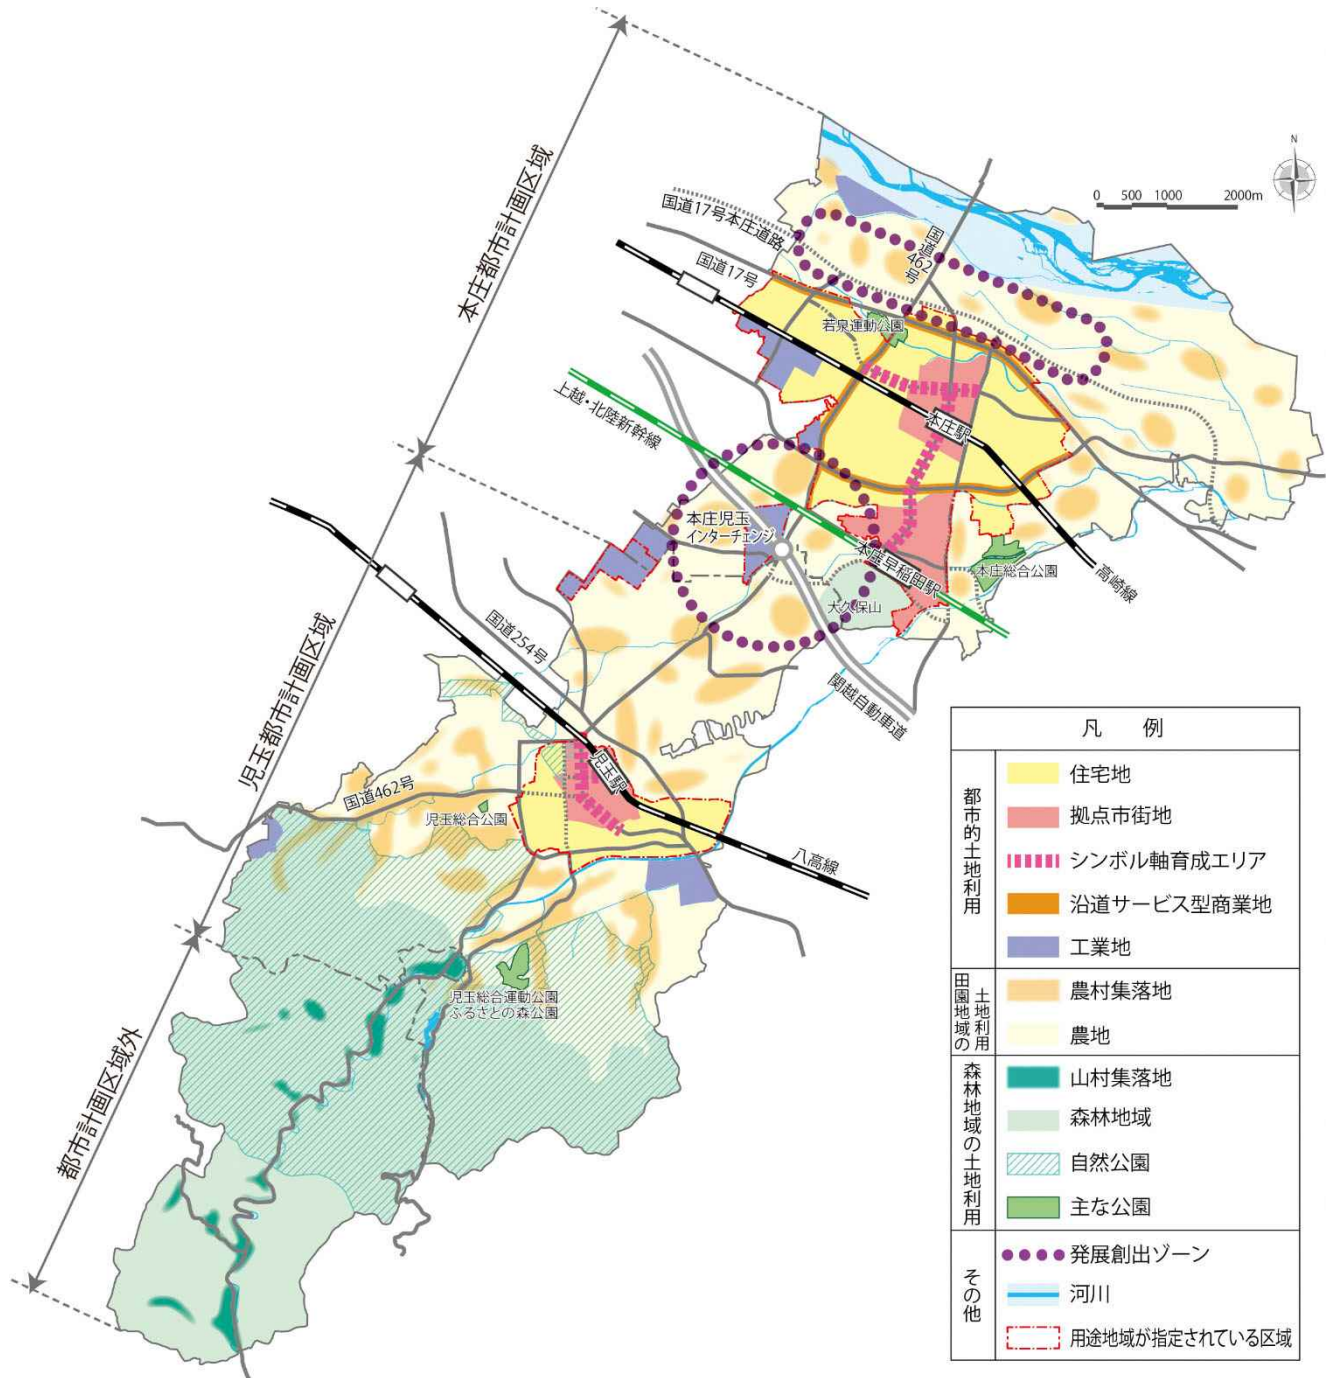 N
0 500 1000 2000m
本庄都市計画区域
児玉都市計画区域
都市計画区域外
国道17号本庄道路
国道17号
国道462号
若泉運動公園
上越・北陸新幹線
本庄駅
本庄児玉
インターチェンジ
本庄早稲田駅
本庄総合公園
大久保山
高崎線
国道254号
関越自動車道
児玉駅
国道462号
児玉総合公園
八高線
児玉総合運動公園
ふるさとの森公園
凡 例
都市的土地利用
住宅地
拠点市街地
シンボル軸育成エリア
沿道サービス型商業地
工業地
田園地域の
土地利用
農村集落地
農地
森林地域の土地利用
山村集落地
森林地域
自然公園
主な公園
その他
発展創出ゾーン
河川
用途地域が指定されている区域